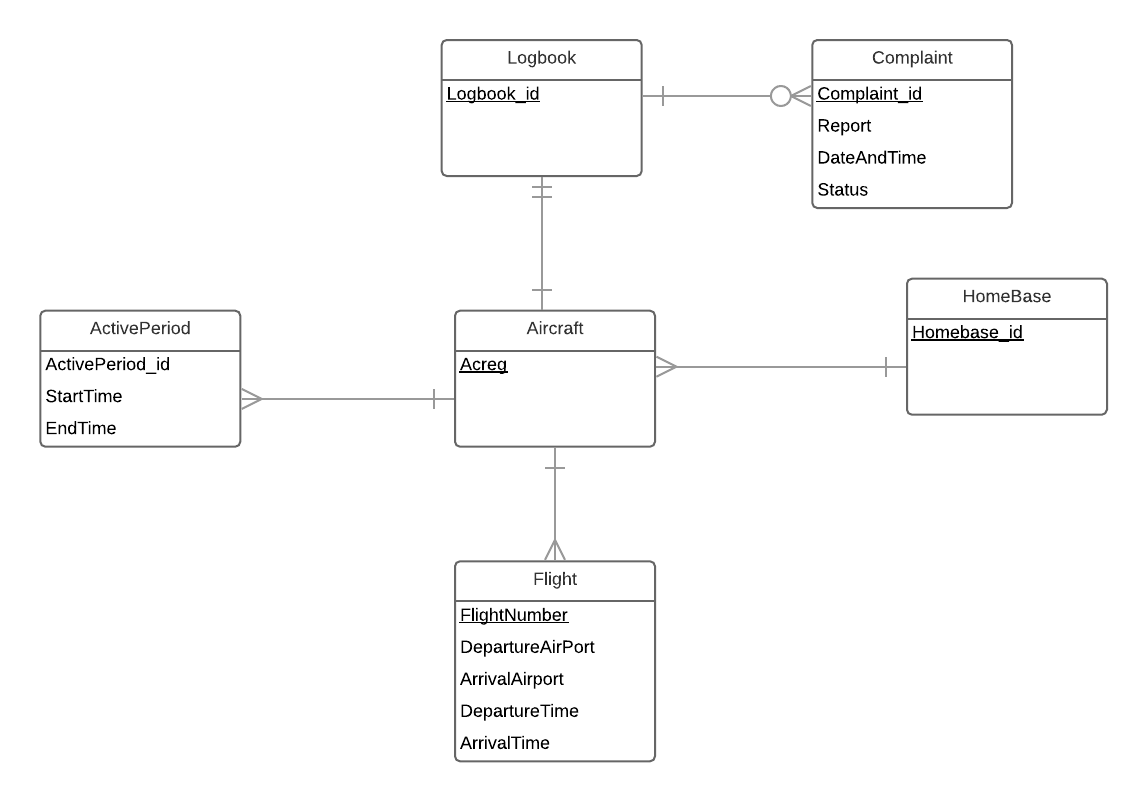 Logbook
Logbook_id
Complaint
Complaint_id
Report
DateAndTime
Status
ActivePeriod
ActivePeriod_id
StartTime
EndTime
Aircraft
Acreg
HomeBase
Homebase_id
Flight
FlightNumber
DepartureAirPort
ArrivalAirport
DepartureTime
ArrivalTime